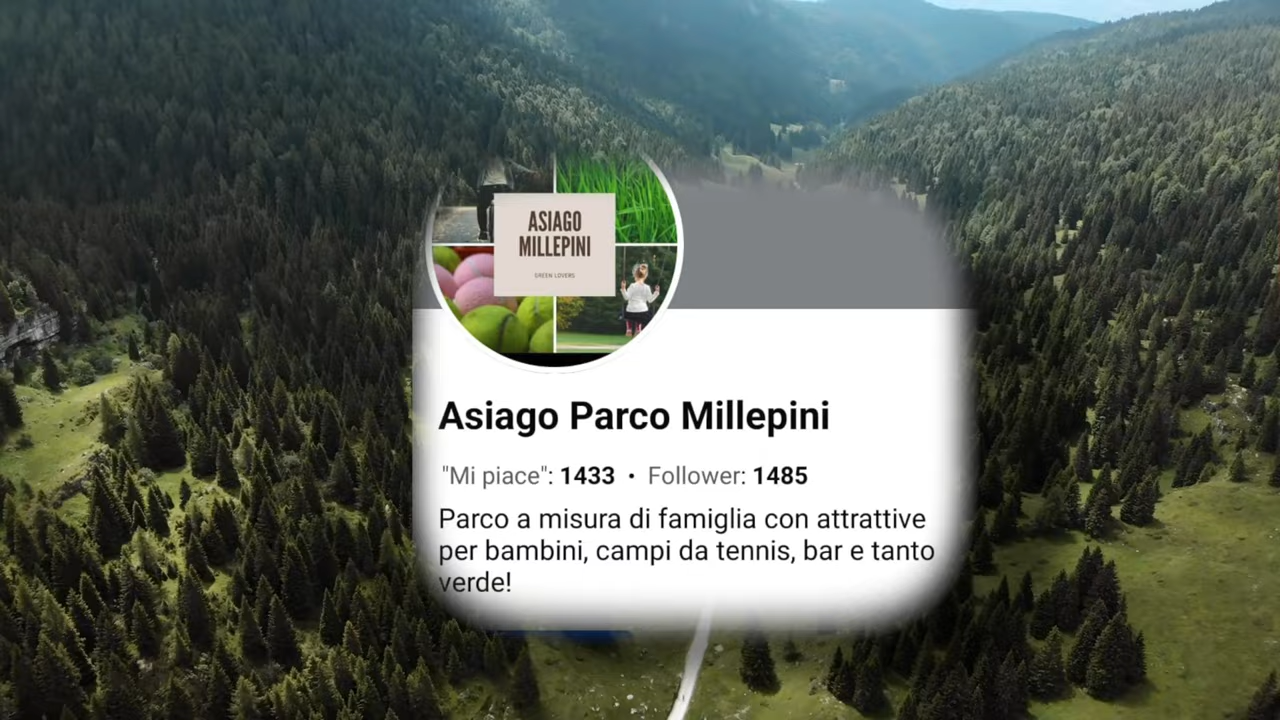 ASIAGO
MILLEPINI
GREEN LOVERS
Asiago Parco Millepini
"Mi piace": 1433 • Follower: 1485
Parco a misura di famiglia con attrattive
per bambini, campi da tennis, bar e tanto
verde!